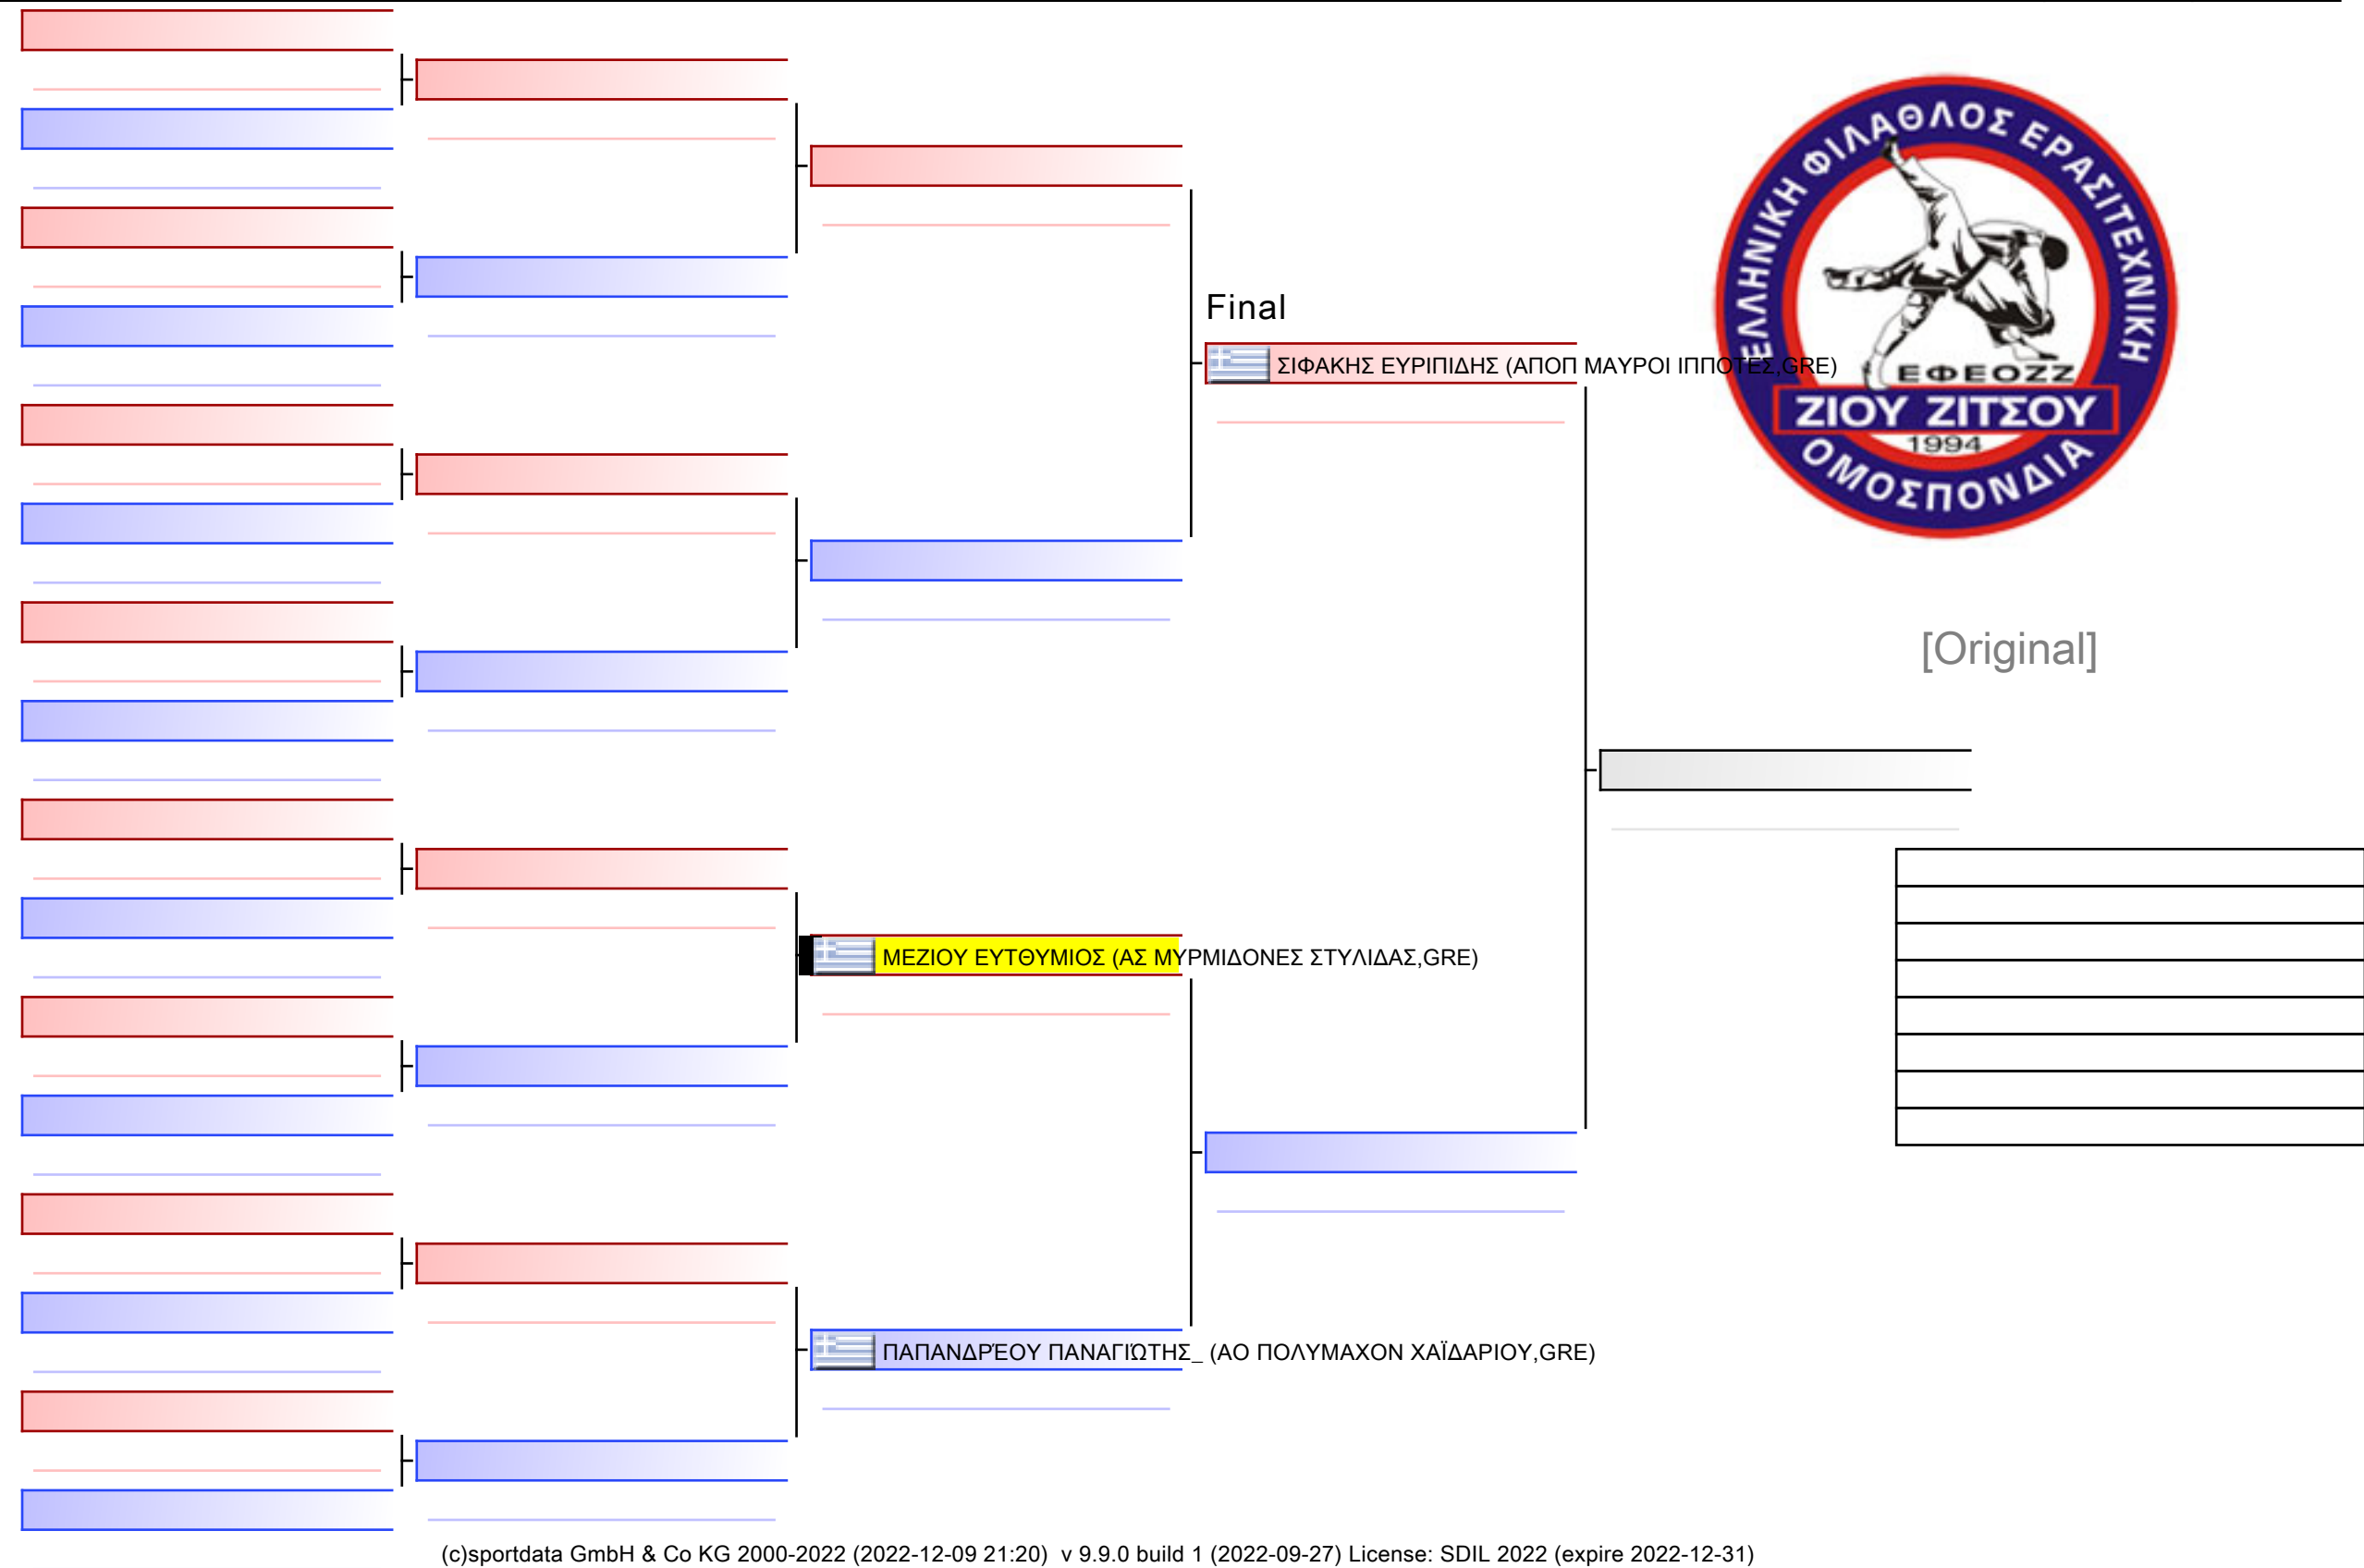 ΕΛΛΗΝΙΚΗ ΦΙΛΑΘΛΟΣ ΕΡΑΣΙΤΕΧΝΙΚΗ
Final
ΣΙΦΑΚΗΣ ΕΥΡΙΠΙΔΗΣ (ΑΠΟΠ ΜΑΥΡΟΙ ΙΠΠΟΤΕΣ,GRE)
ΕΦΕΟΖΖ
ΖΙΟΥ ΖΙΤΣΟΥ
1994
ΟΜΟΣΠΟΝΔΙΑ
[Original]
ΜΕΖΙΟΥ ΕΥΤΘΥΜΙΟΣ (ΑΣ ΜΥΡΜΙΔΟΝΕΣ ΣΤΥΛΙΔΑΣ,GRE)
ΠΑΠΑΝΔΡΈΟΥ ΠΑΝΑΓΙΏΤΗΣ_ (ΑΟ ΠΟΛΥΜΑΧΟΝ ΧΑΪΔΑΡΙΟΥ,GRE)
(c)sportdata GmbH & Co KG 2000-2022 (2022-12-09 21:20) v 9.9.0 build 1 (2022-09-27) License: SDIL 2022 (expire 2022-12-31)